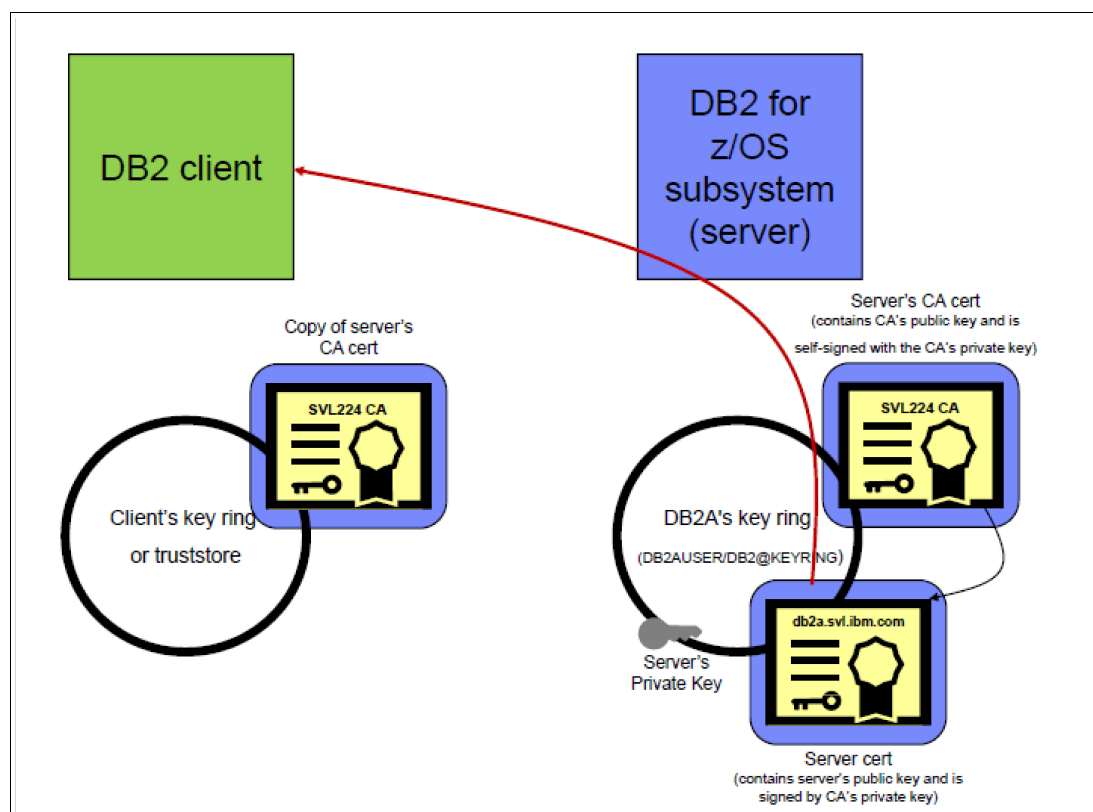 DB2 client
DB2 for
z/OS
subsystem
(server)
Copy of server's
CA cert
SVL224 CA
Client's key ring
or truststore
Server's CA cert
(contains CA's public key and is
self-signed with the CA's private key)
SVL224 CA
DB2A's key ring
(DB2AUSER/DB2@KEYRING)
Server's
Private Key
db2a.svl.ibm.com
Server cert
(contains server's public key and is
signed by CA's private key)